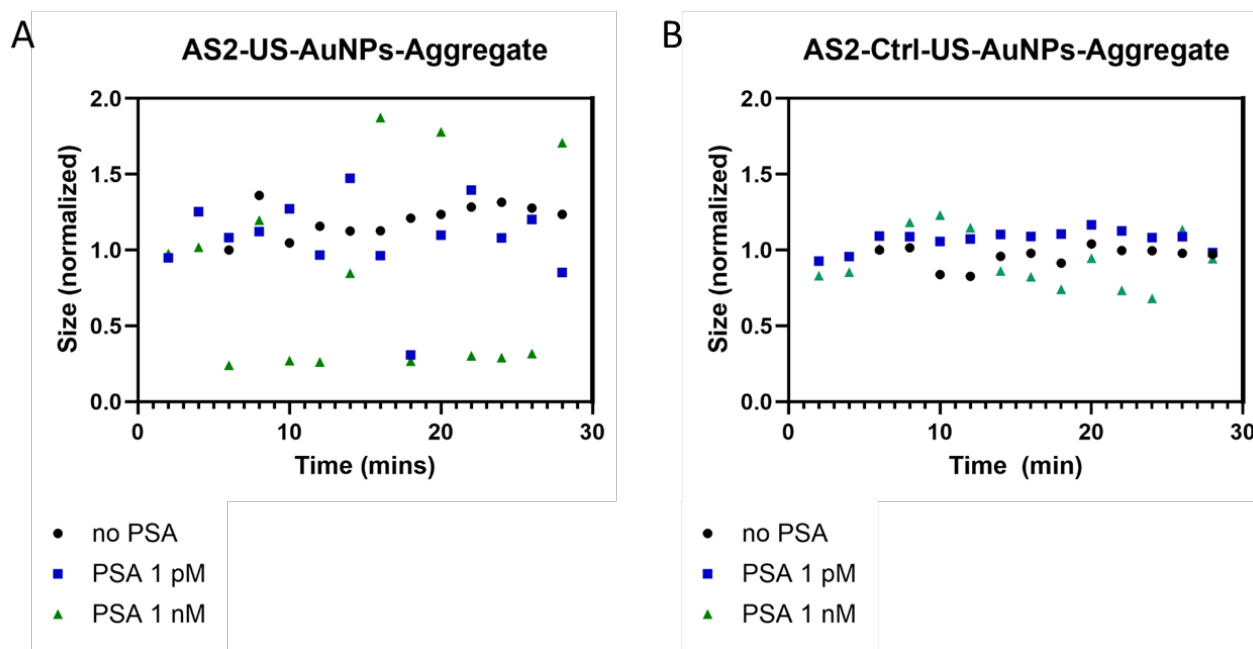 A
AS2-US-AuNPs-Aggregate
Size (normalized)
2.0
1.5
1.0
0.5
0.0
0 10 20 30
Time (mins)
no PSA
PSA 1 pM
PSA 1 nM
B
AS2-Ctrl-US-AuNPs-Aggregate
Size (normalized)
2.0
1.5
1.0
0.5
0.0
0 10 20 30
Time (min)
no PSA
PSA 1 pM
PSA 1 nM